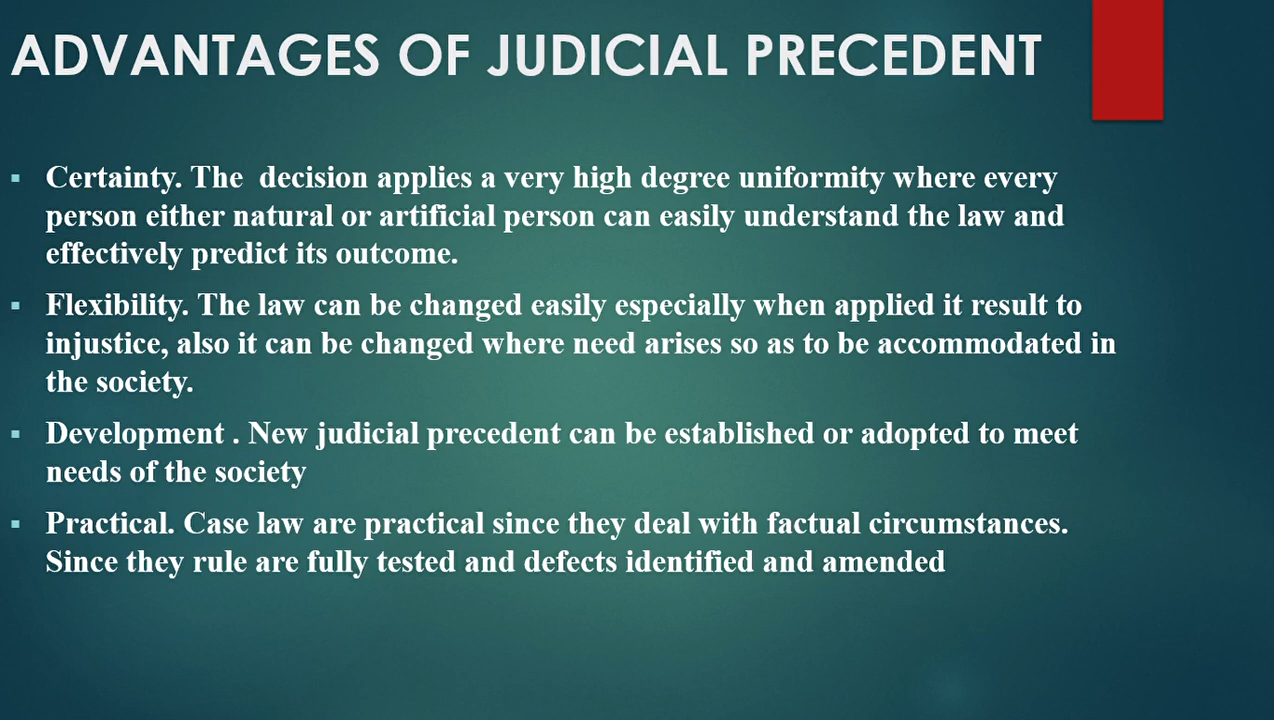 ADVANTAGES OF JUDICIAL PRECEDENT
Certainty. The  decision applies a very high degree uniformity where every
person either natural or artificial person can easily understand the law and
effectively predict its outcome.
Flexibility. The law can be changed easily especially when applied it result to
injustice, also it can be changed where need arises so as to be accommodated in
the society.
Development . New judicial precedent can be established or adopted to meet
needs of the society
Practical. Case law are practical since they deal with factual circumstances.
Since they rule are fully tested and defects identified and amended